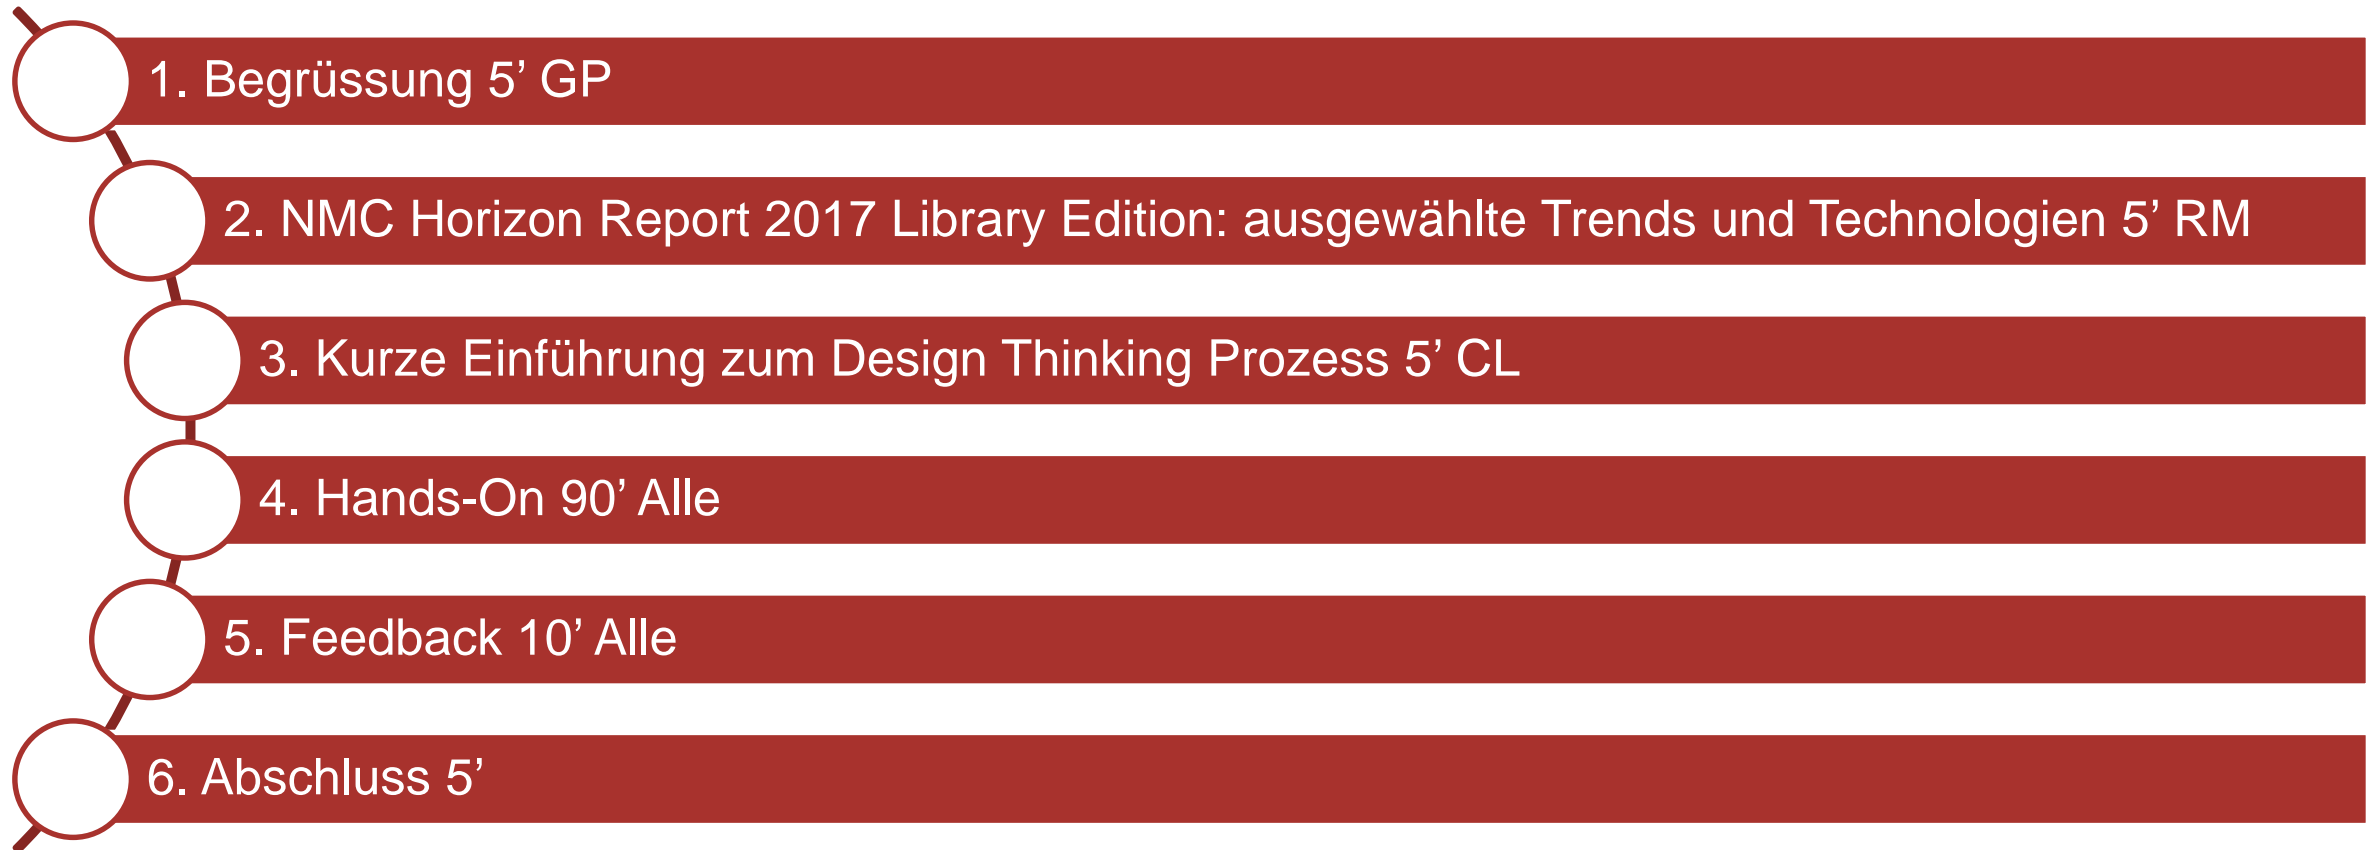 1. Begrüssung 5’ GP
2. NMC Horizon Report 2017 Library Edition: ausgewählte Trends und Technologien 5’ RM
3. Kurze Einführung zum Design Thinking Prozess 5’ CL
4. Hands-On 90’ Alle
5. Feedback 10’ Alle
6. Abschluss 5’